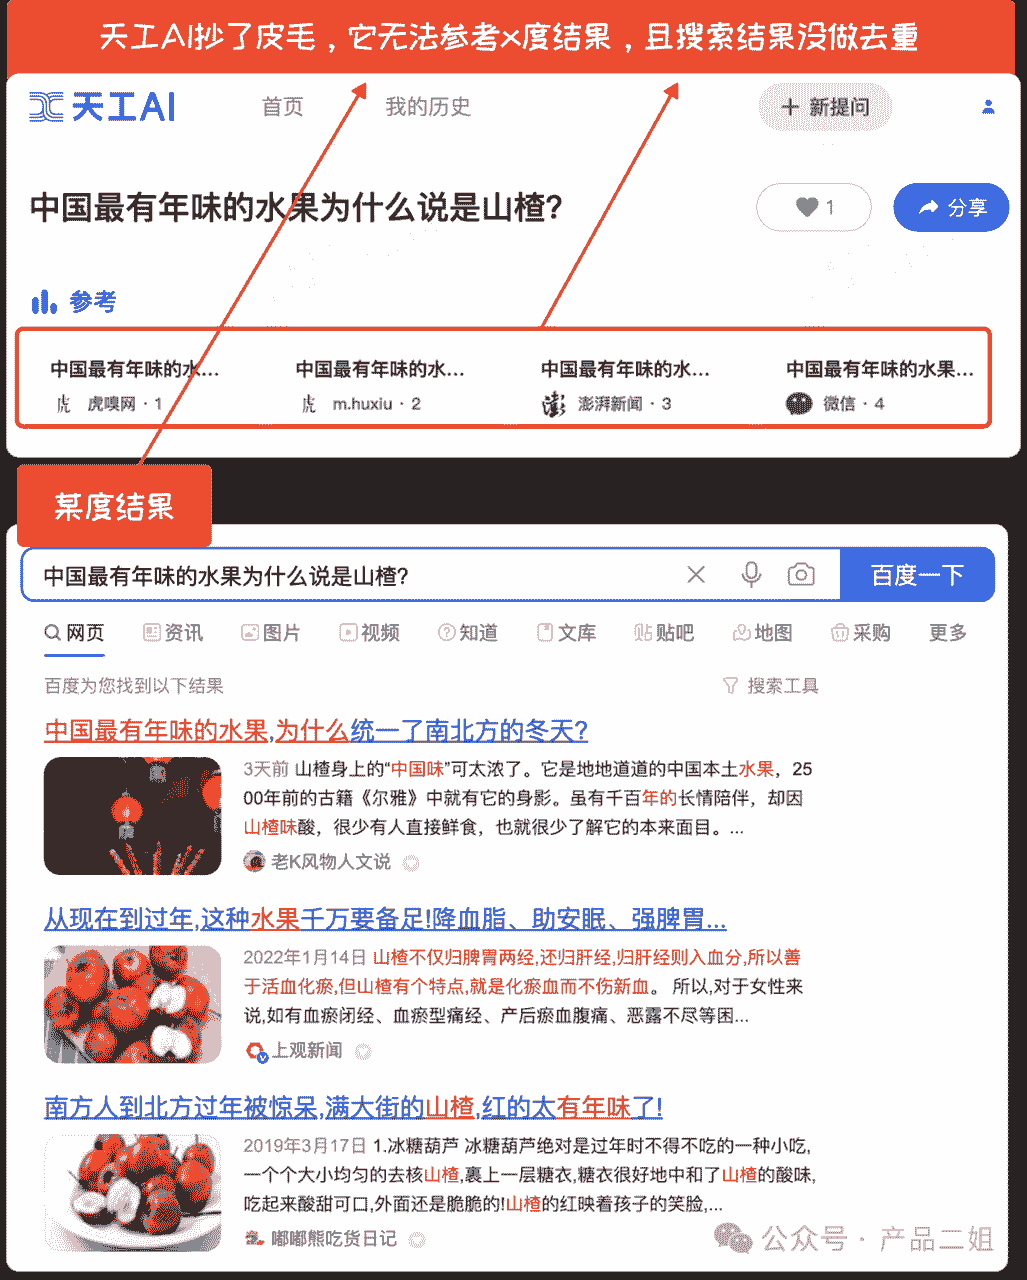 天工AI抄了皮毛，它无法参考x度结果，且搜索结果没做去重
天工AI
首页
我的历史
+ 新提问
中国最有年味的水果为什么说是山楂?
1
分享
参考
中国最有年味的水...
虎嗅网 · 1
中国最有年味的水...
m.huxiu · 2
中国最有年味的水...
澎湃新闻 · 3
中国最有年味的水果...
微信 · 4
某度结果
中国最有年味的水果为什么说是山楂?
百度一下
网页
资讯
图片
视频
知道
文库
贴吧
地图
采购
更多
百度为您找到以下结果
搜索工具
中国最有年味的水果,为什么统一了南北方的冬天?
3天前 山楂身上的“中国味”可太浓了。它是地地道道的中国本土水果，25
00年前的古籍《尔雅》中就有它的身影。虽有千百年的长情陪伴，却因
山楂味酸，很少有人直接鲜食，也就很少了解它的本来面目。...
老K风物人文说
从现在到过年,这种水果千万要备足!降血脂、助安眠、强脾胃...
2022年1月14日 山楂不仅归脾胃两经,还归肝经,归肝经则入血分,所以善
于活血化瘀,但山楂有个特点,就是化瘀血而不伤新血。 所以,对于女性来
说,如有血瘀闭经、血瘀型痛经、产后瘀血腹痛、恶露不尽等困...
上观新闻
南方人到北方过年被惊呆,满大街的山楂,红的太有年味了!
2019年3月17日 1.冰糖葫芦 冰糖葫芦绝对是过年时不得不吃的一种小吃,
一个个大小均匀的去核山楂,裹上一层糖衣,糖衣很好地中和了山楂的酸味,
吃起来酸甜可口,外面还是脆脆的!山楂的红映着孩子的笑脸,...
嘟嘟熊吃货日记
公众号 · 产品二姐